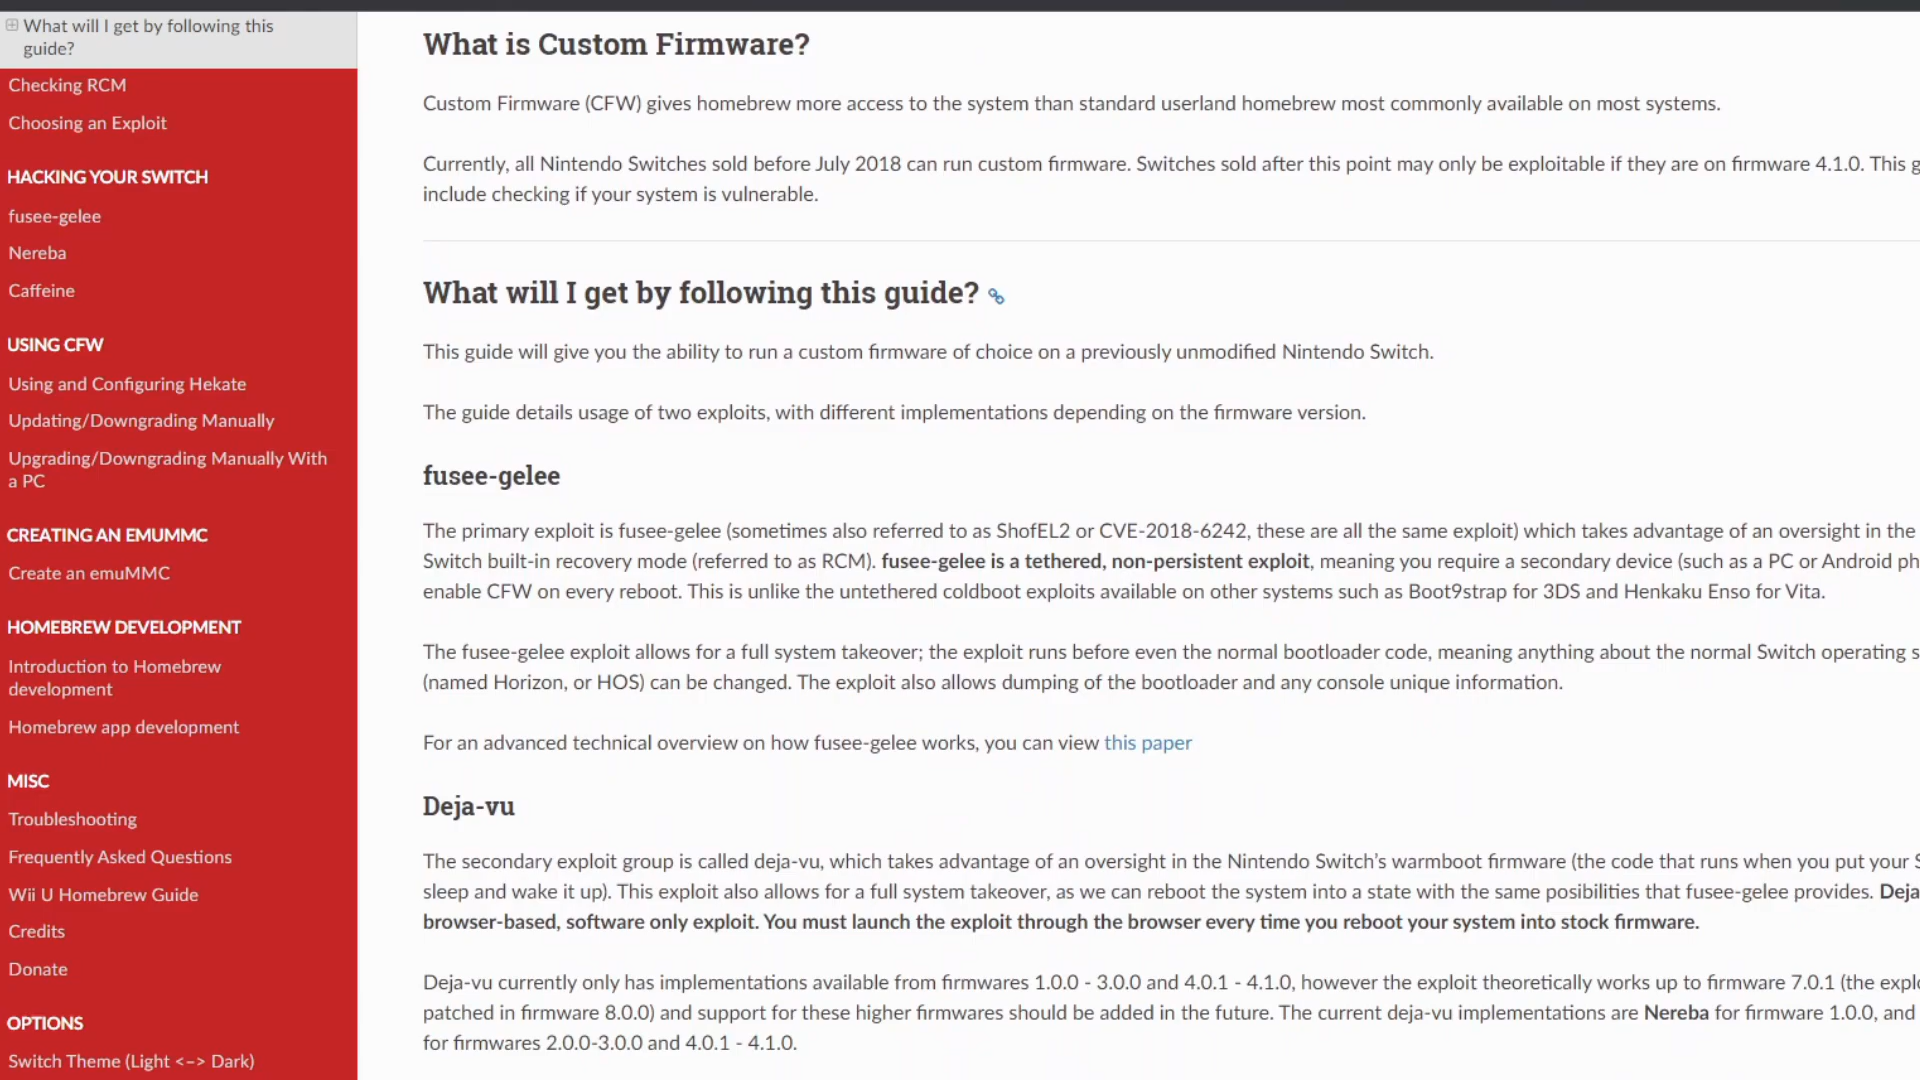 What will I get by following this
guide?
Checking RCM
Choosing an Exploit
HACKING YOUR SWITCH
fusee-gelee
Nereba
Caffeine
USING CFW
Using and Configuring Hekate
Updating/Downgrading Manually
Upgrading/Downgrading Manually With
a PC
CREATING AN EMUMMC
Create an emuMMC
HOMEBREW DEVELOPMENT
Introduction to Homebrew
development
Homebrew app development
MISC
Troubleshooting
Frequently Asked Questions
Wii U Homebrew Guide
Credits
Donate
OPTIONS
Switch Theme (Light <-> Dark)
What is Custom Firmware?
Custom Firmware (CFW) gives homebrew more access to the system than standard userland homebrew most commonly available on most systems.
Currently, all Nintendo Switches sold before July 2018 can run custom firmware. Switches sold after this point may only be exploitable if they are on firmware 4.1.0. This g
include checking if your system is vulnerable.
What will I get by following this guide?
This guide will give you the ability to run a custom firmware of choice on a previously unmodified Nintendo Switch.
The guide details usage of two exploits, with different implementations depending on the firmware version.
fusee-gelee
The primary exploit is fusee-gelee (sometimes also referred to as ShofEL2 or CVE-2018-6242, these are all the same exploit) which takes advantage of an oversight in the
Switch built-in recovery mode (referred to as RCM). fusee-gelee is a tethered, non-persistent exploit, meaning you require a secondary device (such as a PC or Android ph
enable CFW on every reboot. This is unlike the untethered coldboot exploits available on other systems such as Boot9strap for 3DS and Henkaku Enso for Vita.
The fusee-gelee exploit allows for a full system takeover; the exploit runs before even the normal bootloader code, meaning anything about the normal Switch operating s
(named Horizon, or HOS) can be changed. The exploit also allows dumping of the bootloader and any console unique information.
For an advanced technical overview on how fusee-gelee works, you can view this paper
Deja-vu
The secondary exploit group is called deja-vu, which takes advantage of an oversight in the Nintendo Switch's warmboot firmware (the code that runs when you put your S
sleep and wake it up). This exploit also allows for a full system takeover, as we can reboot the system into a state with the same posibilities that fusee-gelee provides. Deja
browser-based, software only exploit. You must launch the exploit through the browser every time you reboot your system into stock firmware.
Deja-vu currently only has implementations available from firmwares 1.0.0 - 3.0.0 and 4.0.1 - 4.1.0, however the exploit theoretically works up to firmware 7.0.1 (the explo
patched in firmware 8.0.0) and support for these higher firmwares should be added in the future. The current deja-vu implementations are Nereba for firmware 1.0.0, and
for firmwares 2.0.0-3.0.0 and 4.0.1 - 4.1.0.